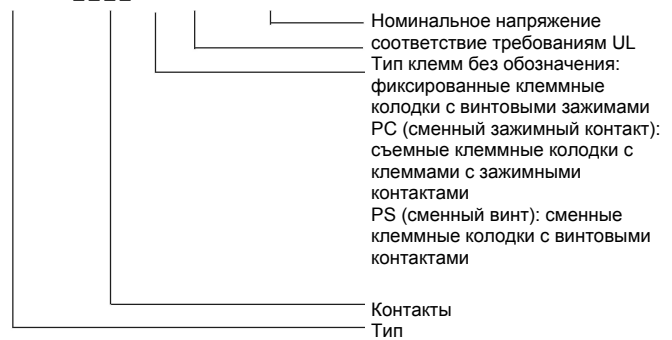 Номинальное напряжение
соответствие требованиям UL
Тип клемм без обозначения:
фиксированные клеммные
колодки с винтовыми зажимами
PC (сменный зажимный контакт):
съемные клеммные колодки с
клеммами с зажимными
контактами
PS (сменный винт): сменные
клеммные колодки с винтовыми
контактами
Контакты
Тип